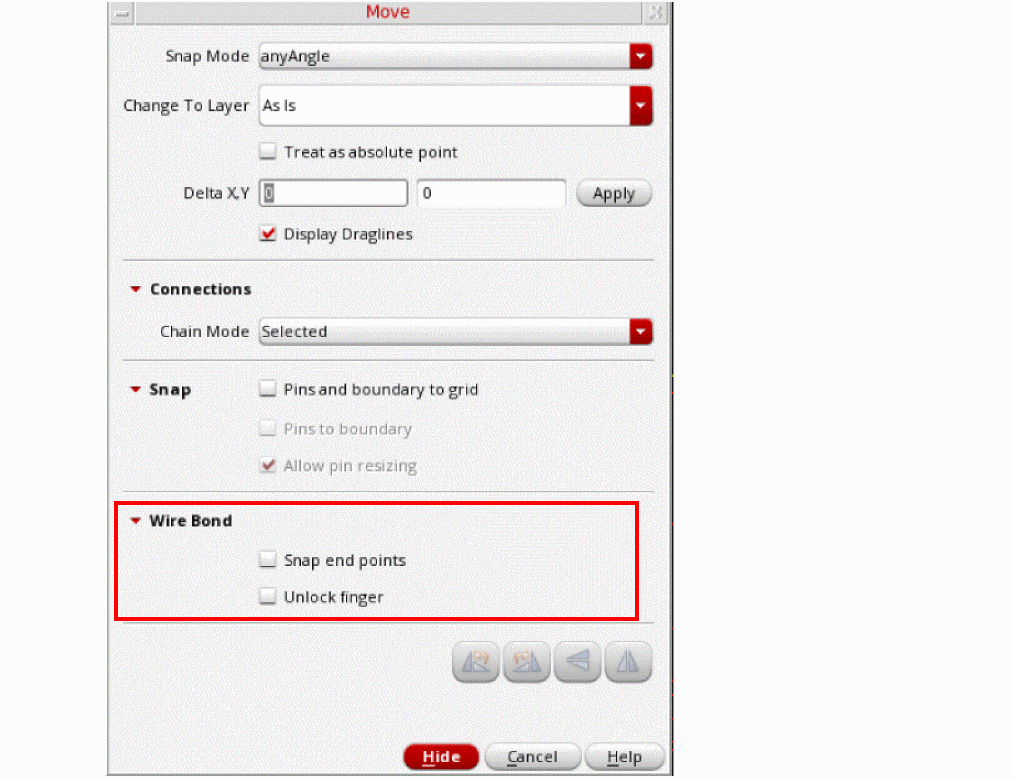 Move
Snap Mode anyAngle
Change To Layer As Is
Treat as absolute point
Delta X,Y 0 0 Apply
Display Draglines
Connections
Chain Mode Selected
Snap Pins and boundary to grid
Pins to boundary
Allow pin resizing
Wire Bond
Snap end points
Unlock finger
Hide Cancel Help